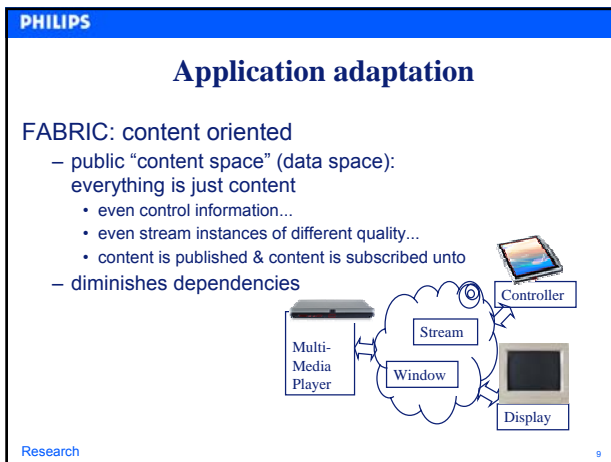 PHILIPS
Application adaptation
FABRIC: content oriented
– public “content space” (data space):
everything is just content
• even control information...
• even stream instances of different quality...
• content is published & content is subscribed unto
– diminishes dependencies
Controller
Stream
Multi-
Media
Player
Window
Display
Research
9